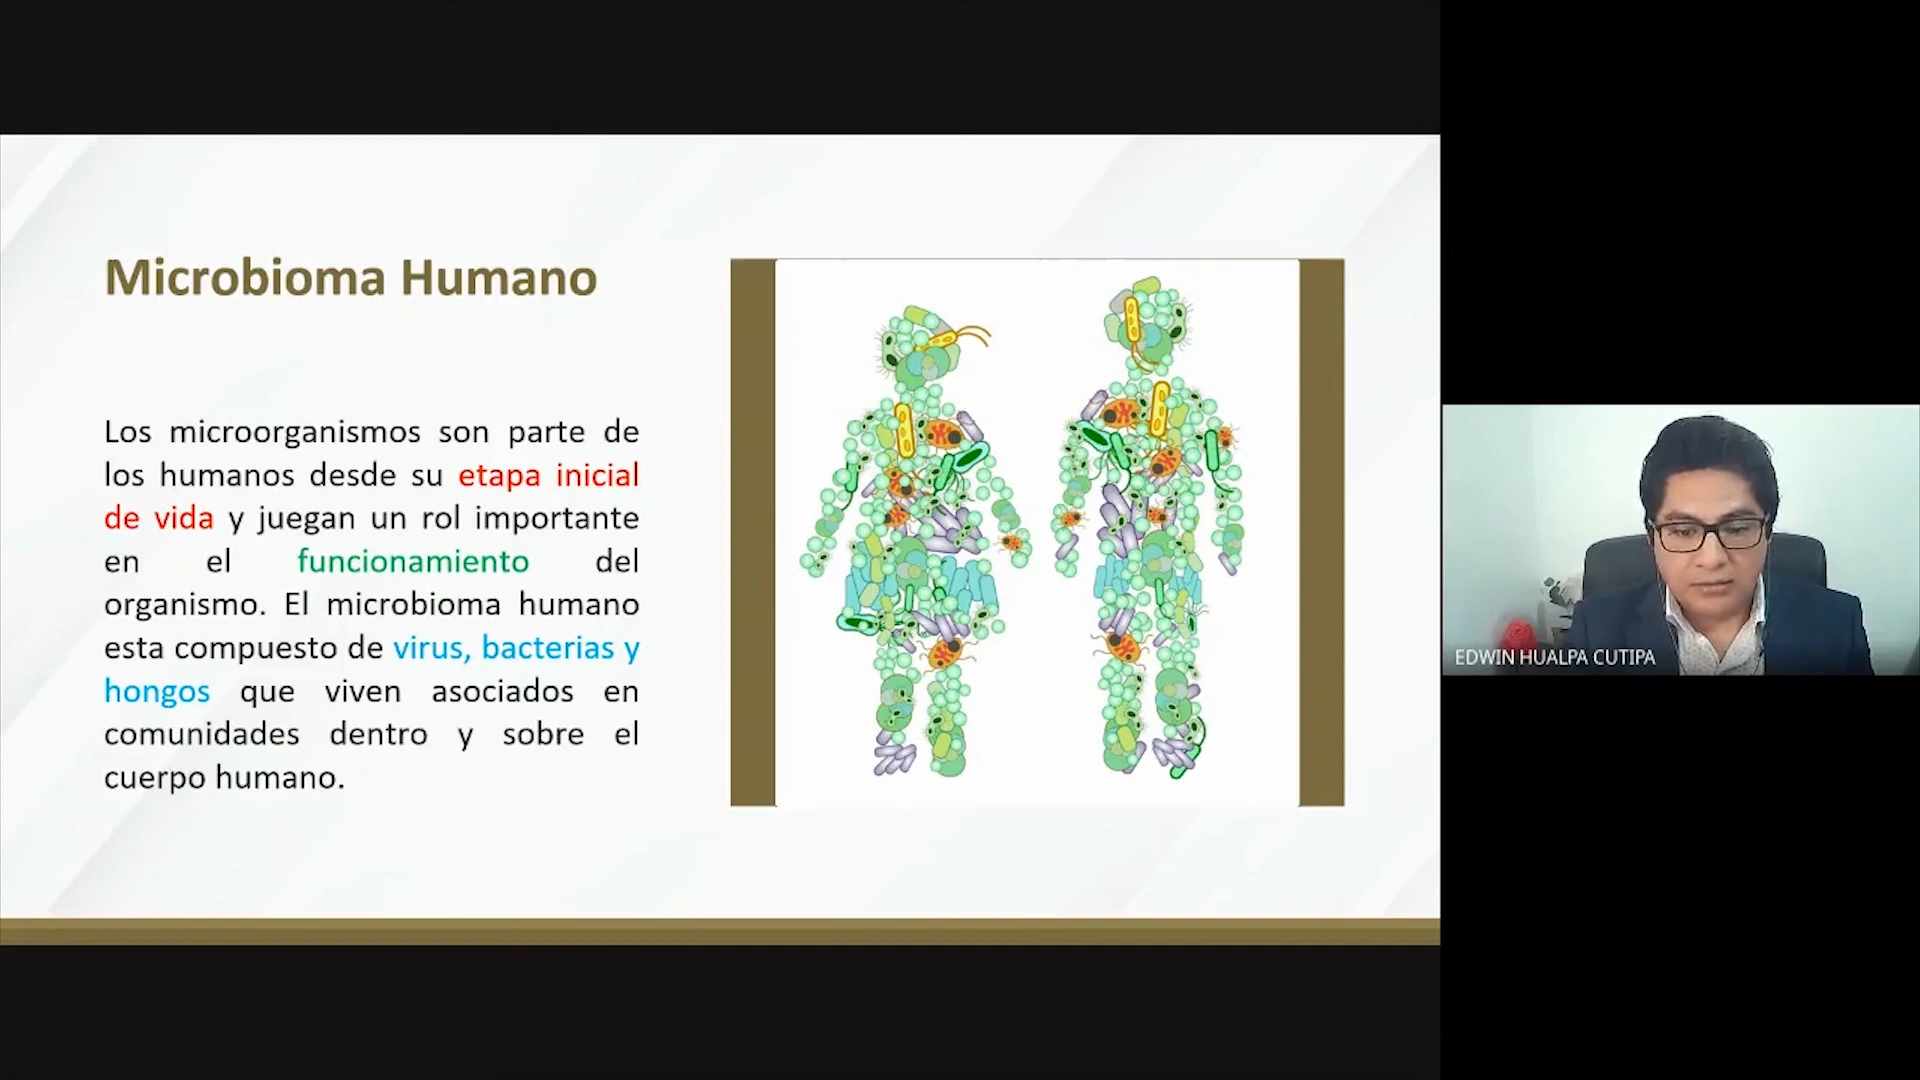 Microbioma Humano
Los microorganismos son parte de
los humanos desde su etapa inicial
de vida y juegan un rol importante
en el funcionamiento del
organismo. El microbioma humano
esta compuesto de virus, bacterias y
hongos que viven asociados en
comunidades dentro y sobre el
cuerpo humano.
EDWIN HUALPA CUTIPA